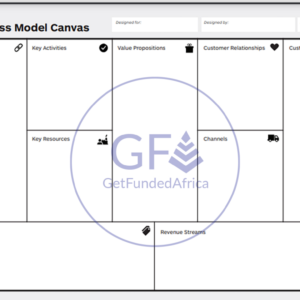 ss Model Canvas
Designed for:
Designed by:
Key Activities
Value Propositions
Customer Relationships
Cust
Key Resources
Channels
GF
GetFundedAfrica
Revenue Streams